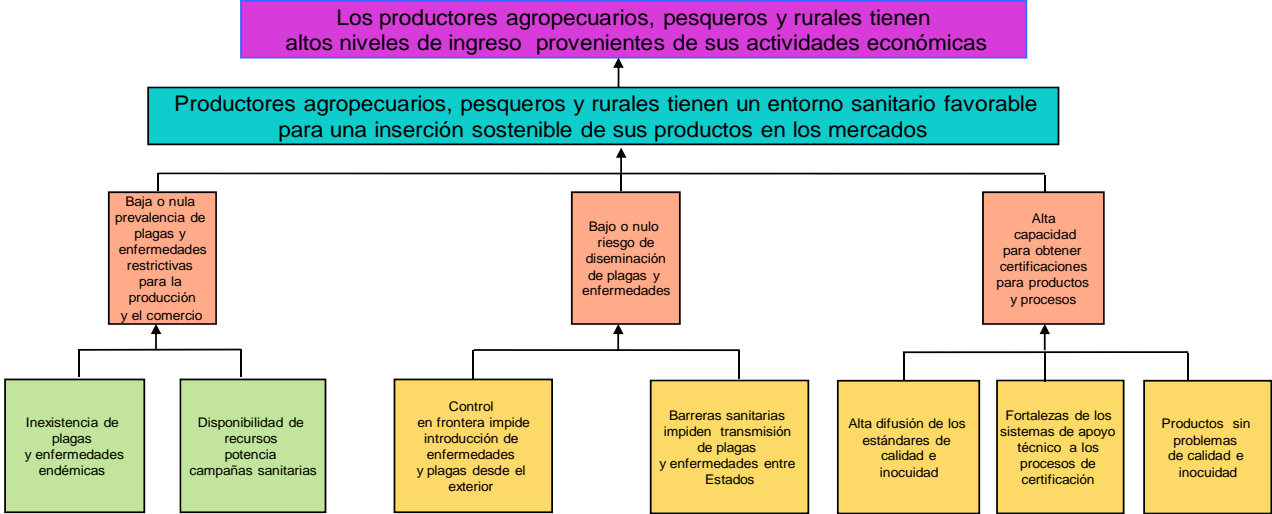 Los productores agropecuarios, pesqueros y rurales tienen
altos niveles de ingreso provenientes de sus actividades económicas
Productores agropecuarios, pesqueros y rurales tienen un entorno sanitario favorable
para una inserción sostenible de sus productos en los mercados
Baja o nula
prevalencia de
plagas y
enfermedades
restrictivas
para la
producción
y el comercio
Bajo o nulo
riesgo de
diseminación
de plagas y
enfermedades
Alta
capacidad
para obtener
certificaciones
para productos
y procesos
Inexistencia de
plagas
y enfermedades
endémicas
Disponibilidad de
recursos
potencia
campañas sanitarias
Control
en frontera impide
introducción de
enfermedades
y plagas desde el
exterior
Barreras sanitarias
impiden transmisión
de plagas
y enfermedades entre
Estados
Alta difusión de los
estándares de
calidad e
inocuidad
Fortalezas de los
sistemas de apoyo
técnico a los
procesos de
certificación
Productos sin
problemas
de calidad e
inocuidad